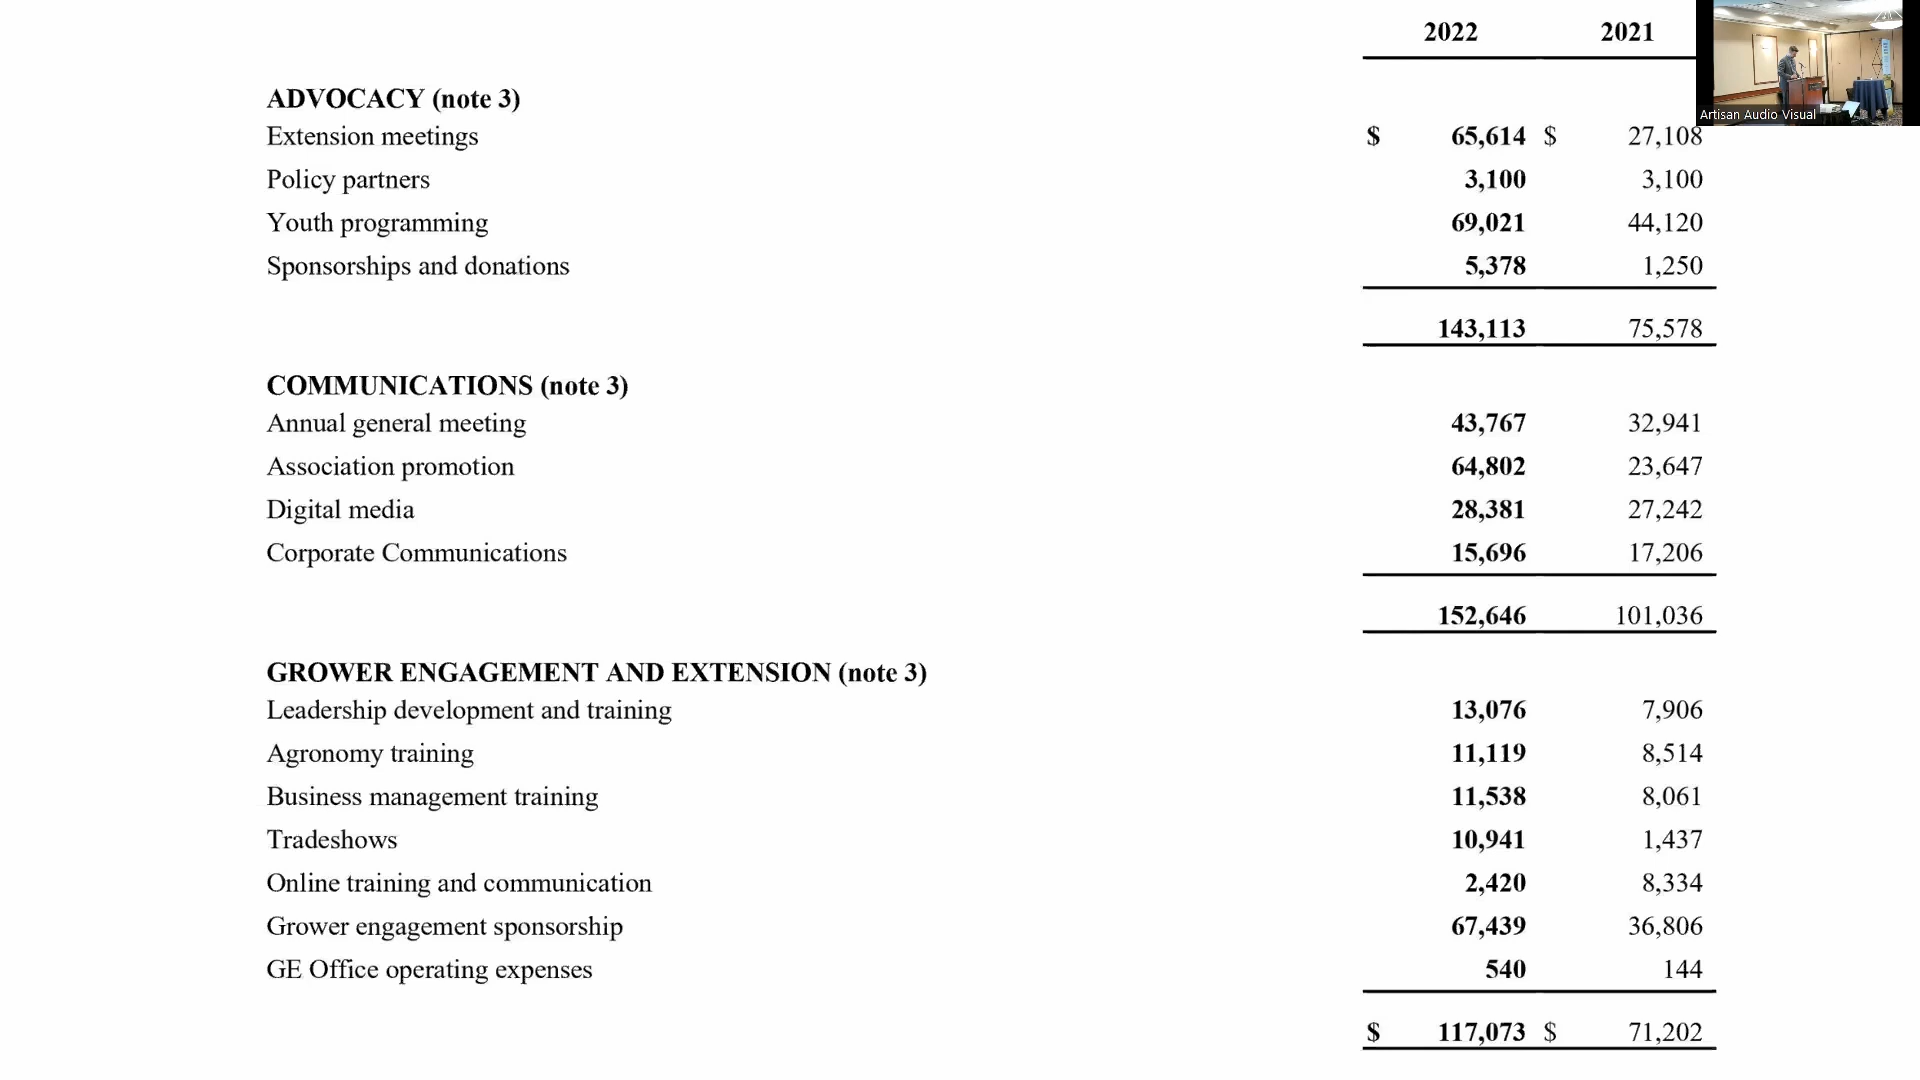 2022 2021
ADVOCACY (note 3)
Extension meetings $ 65,614 $ 27,108
Policy partners 3,100 3,100
Youth programming 69,021 44,120
Sponsorships and donations 5,378 1,250
143,113 75,578
COMMUNICATIONS (note 3)
Annual general meeting 43,767 32,941
Association promotion 64,802 23,647
Digital media 28,381 27,242
Corporate Communications 15,696 17,206
152,646 101,036
GROWER ENGAGEMENT AND EXTENSION (note 3)
Leadership development and training 13,076 7,906
Agronomy training 11,119 8,514
Business management training 11,538 8,061
Tradeshows 10,941 1,437
Online training and communication 2,420 8,334
Grower engagement sponsorship 67,439 36,806
GE Office operating expenses 540 144
$ 117,073 $ 71,202
Artisan Audio Visual